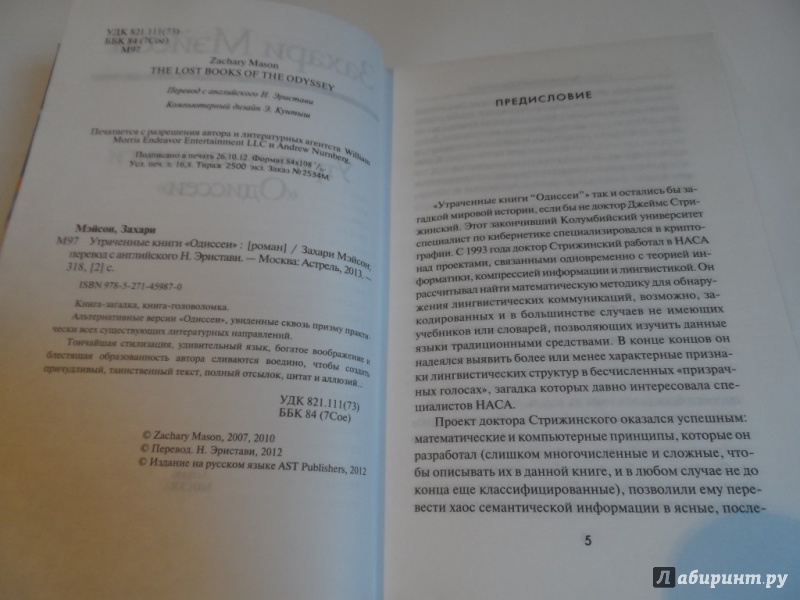 УДК 821.111(73)
ББК 84 (7Сое)
М97
Zachary Mason
THE LOST BOOKS OF THE ODYSSEY
Перевод с английского Н. Эристави
Компьютерный дизайн Э. Кунтыш
Печатается с разрешения автора и литературных агентств William
Morris Endeavor Entertainment LLC и Andrew Nurnberg.
Подписано в печать 26.10.12. Формат 84х108
Усл. печ. л. 16,8. Тираж 2500 экз. Заказ № 2534М
Мэйсон, Захари
М97 Утраченные книги «Одиссеи» : [роман] / Захари Мэйсон;
перевод с английского Н. Эристави. — Москва: Астрель, 2013. —
318, [2] с.
ISBN 978-5-271-45987-0
Книга-загадка, книга-головоломка.
Альтернативные версии «Одиссеи», увиденные сквозь призму практи-
чески всех существующих литературных направлений.
Тончайшая стилизация, удивительный язык, богатое воображение и
блестящая образованность автора сливаются воедино, чтобы создать
причудливый, таинственный текст, полный отсылок, цитат и аллюзий...
УДК 821.111(73)
ББК 84 (7Сое)
© Zachary Mason, 2007, 2010
© Перевод. Н. Эристави, 2012
© Издание на русском языке AST Publishers, 2012
ПРЕДИСЛОВИЕ
«Утраченные книги “Одиссеи”» так и остались бы за-
гадкой мировой истории, если бы не доктор Джеймс Стри-
жинский. Этот закончивший Колумбийский университет
специалист по кибернетике специализировался в крипто-
графии. С 1993 года доктор Стрижинский работал в НАСА
над проектами, связанными одновременно с теорией ин-
форматики, компрессией информации и лингвистикой. Он
рассчитывал найти математическую методику для обнару-
жения лингвистических коммуникаций, возможно, за-
кодированных и в большинстве случаев не имеющих
учебников или словарей, позволяющих изучить данные
языки традиционными средствами. В конце концов он
надеялся выявить более или менее характерные призна-
ки лингвистических структур в бесчисленных «призрач-
ных голосах», загадка которых давно интересовала спе-
циалистов НАСА.
Проект доктора Стрижинского оказался успешным:
математические и компьютерные принципы, которые он
разработал (слишком многочисленные и сложные, что-
бы описывать их в данной книге, и в любом случае не до
конца еще классифицированные), позволили ему пере-
вести хаос семантической информации в ясные, после-
5
Лабиринт.ру